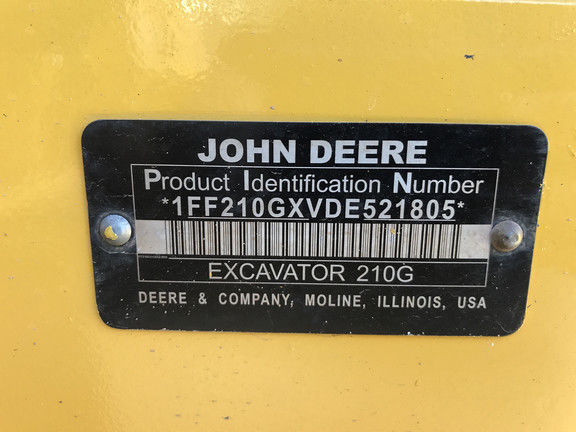 JOHN DEERE
Product Identification Number
*1FF210GXVDE521805*
EXCAVATOR 210G
DEERE & COMPANY, MOLINE, ILLINOIS, USA